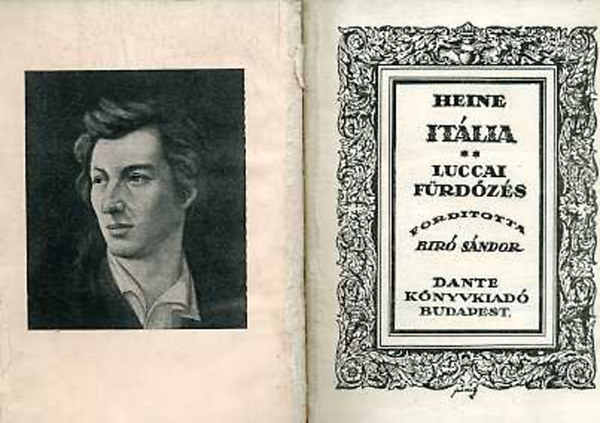 HEINE
ITÁLIA
**
LUCCAI
FÜRDŐZÉS
FORDITOTTA
BIRÓ SÁNDOR
DANTE
KÖNYVKIADÓ
BUDAPEST.